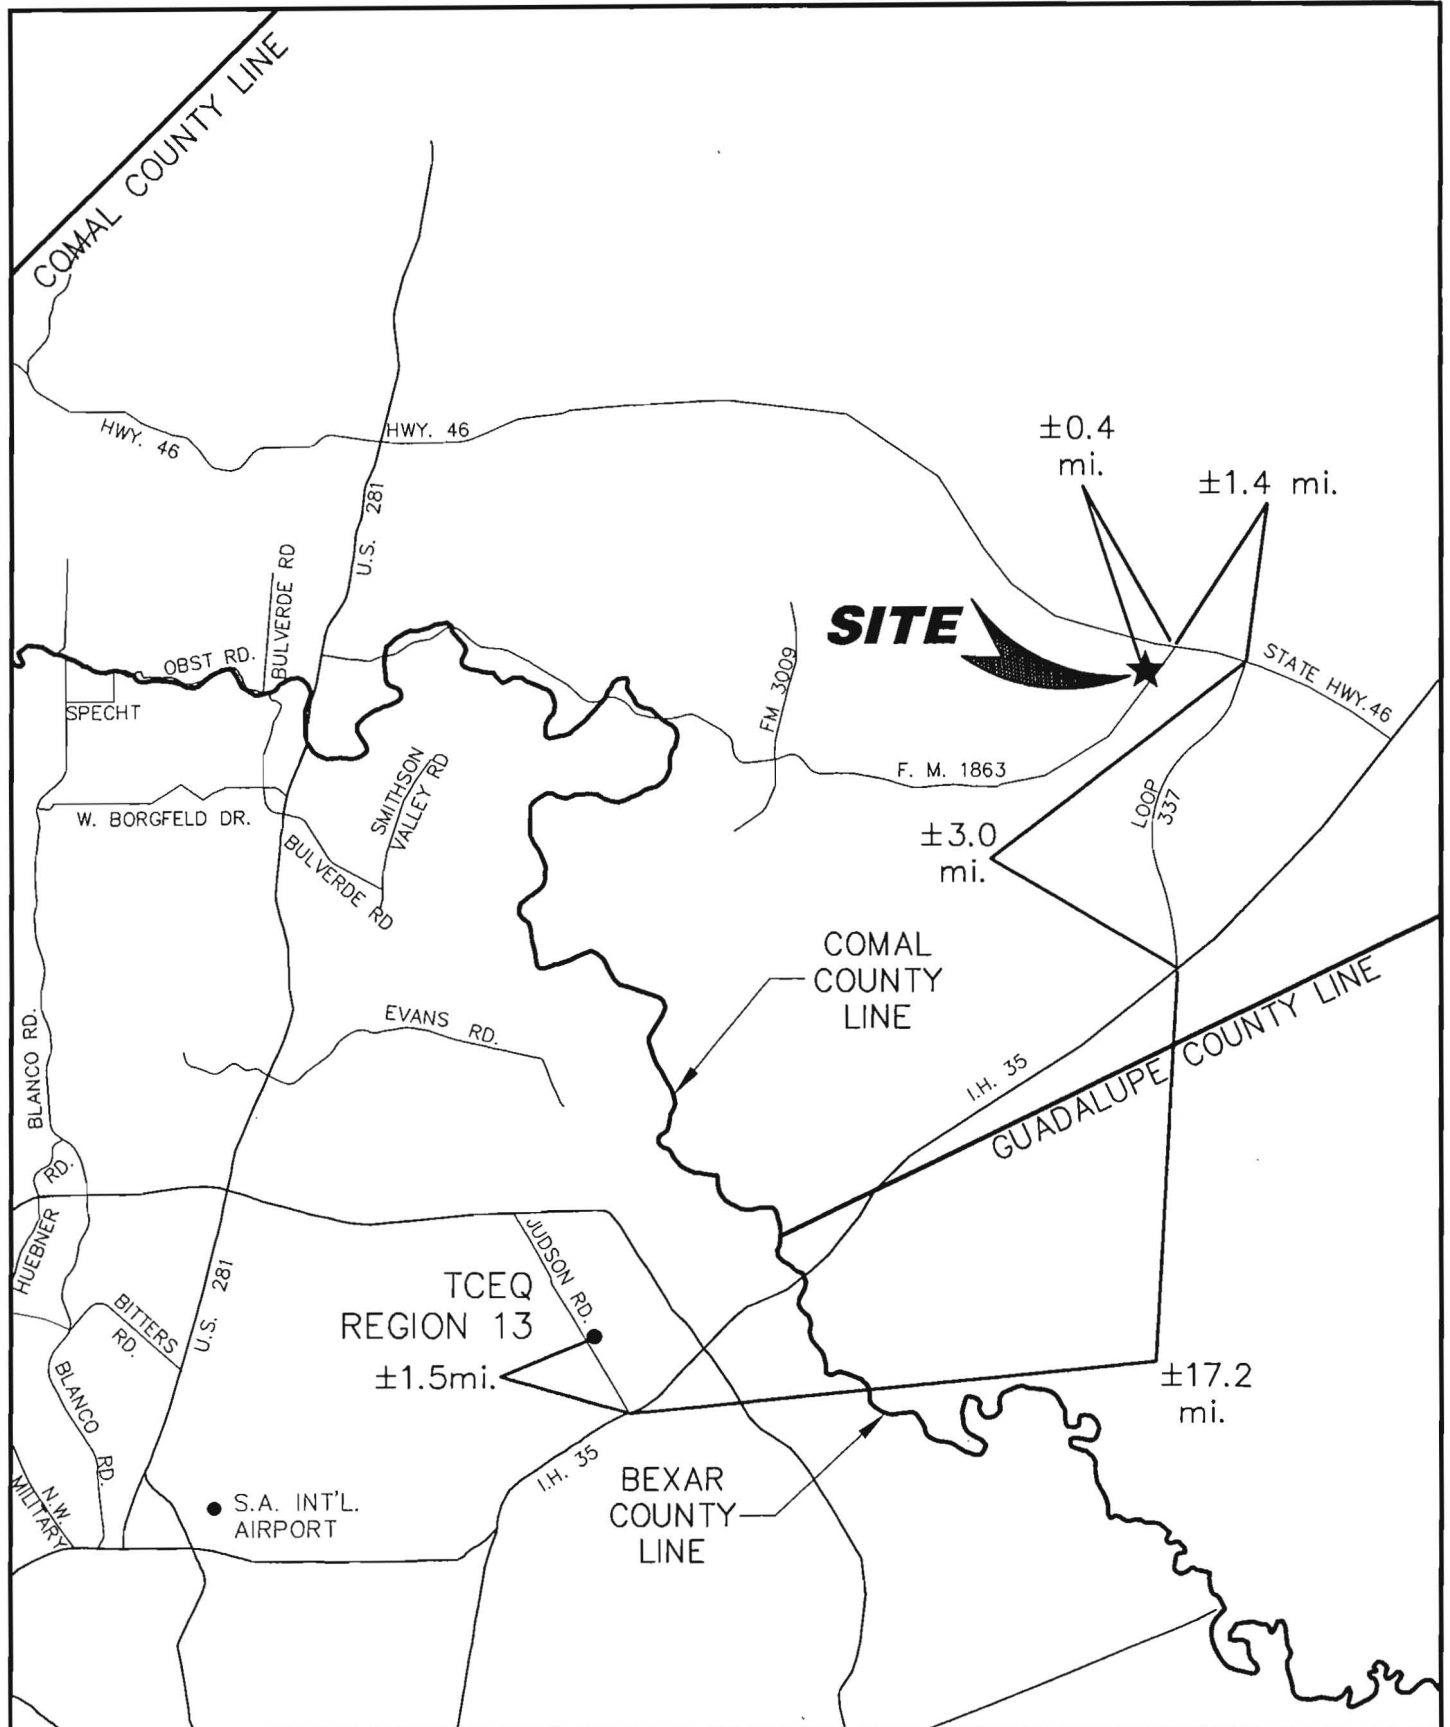 COMAL COUNTY LINE
HWY. 46
HWY. 46
±0.4
mi.
±1.4 mi.
U.S. 281
BULVERDE RD
SITE
FM 3009
STATE HWY.46
OBST RD.
SPECHT
F. M. 1863
SMITHSON
VALLEY RD
LOOP
337
W. BORGFELD DR.
BULVERDE RD
±3.0
mi.
COMAL
COUNTY
LINE
GUADALUPE COUNTY LINE
EVANS RD.
BLANCO RD.
I.H. 35
HUEBNER RD.
JUDSON RD.
TCEQ
REGION 13
±1.5mi.
U.S. 281
BITTERS
RD.
±17.2
mi.
BLANCO RD.
I.H. 35
BEXAR
COUNTY
LINE
N.W.
MILITARY
S.A. INT'L.
AIRPORT